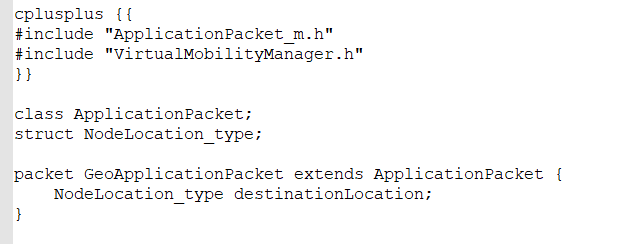 cplusplus {{
#include "ApplicationPacket_m.h"
#include "VirtualMobilityManager.h"
}}

class ApplicationPacket;
struct NodeLocation_type;

packet GeoApplicationPacket extends ApplicationPacket {
    NodeLocation_type destinationLocation;
}